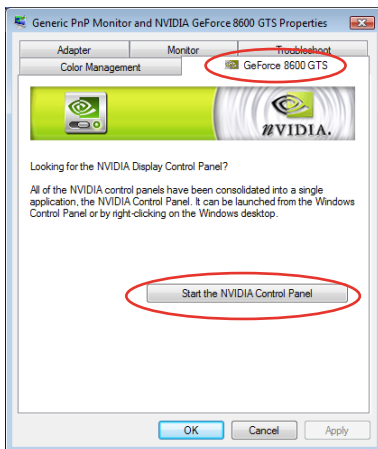 Generic PnP Monitor and NVIDIA GeForce 8600 GTS Properties
Adapter
Monitor
Troubleshoot
Color Management
GeForce 8600 GTS
NVIDIA.
Looking for the NVIDIA Display Control Panel?
All of the NVIDIA control panels have been consolidated into a single
application, the NVIDIA Control Panel. It can be launched from the Windows
Control Panel or by right-clicking on the Windows desktop.
Start the NVIDIA Control Panel
OK
Cancel
Apply